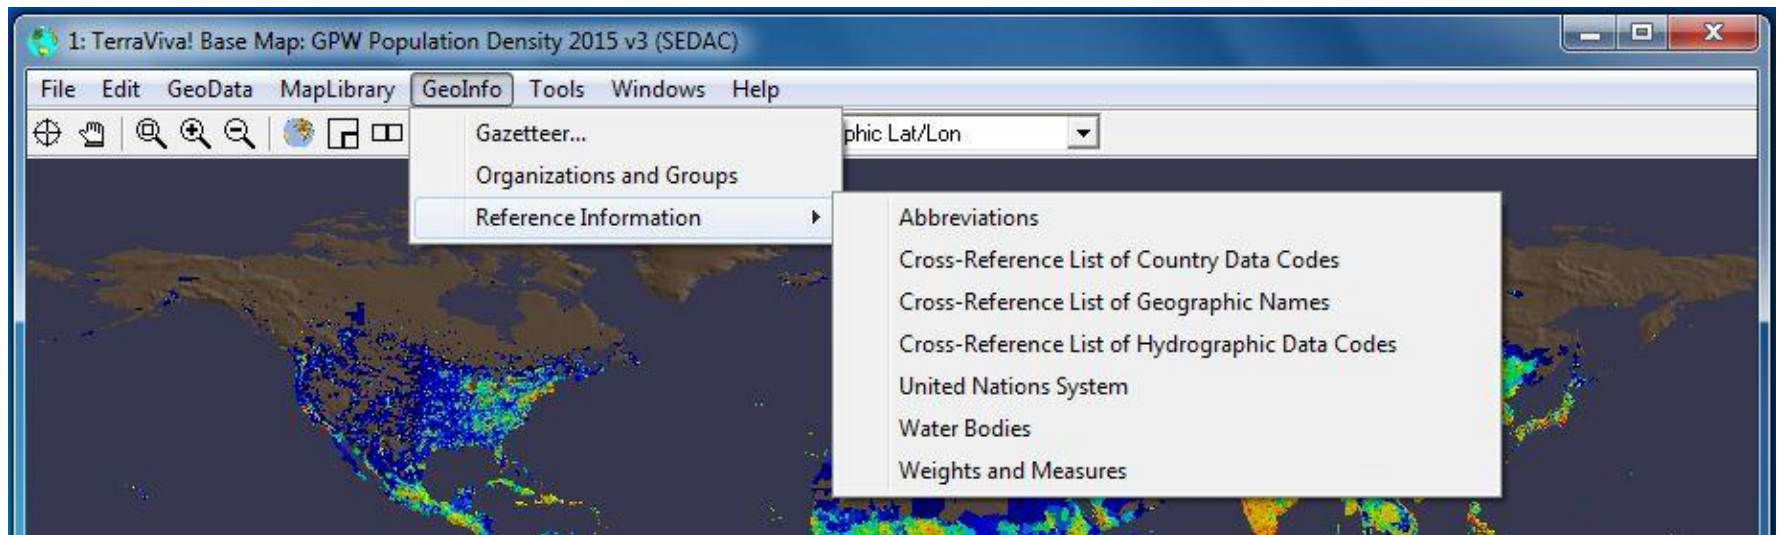 1: TerraViva! Base Map: GPW Population Density 2015 v3 (SEDAC)
File Edit GeoData MapLibrary GeoInfo Tools Windows Help
phic Lat/Lon
Gazetteer...
Organizations and Groups
Reference Information
Abbreviations
Cross-Reference List of Country Data Codes
Cross-Reference List of Geographic Names
Cross-Reference List of Hydrographic Data Codes
United Nations System
Water Bodies
Weights and Measures